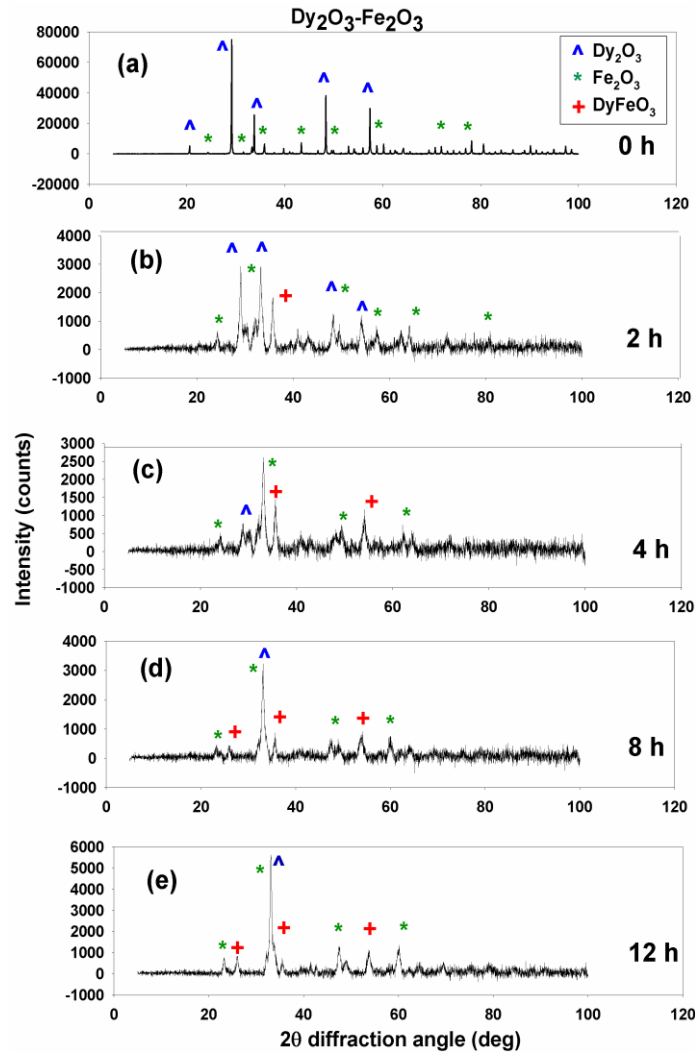 Dy₂O₃-Fe₂O₃
80000
60000
40000
20000
0
-20000
(a)
^ Dy₂O₃
* Fe₂O₃
+ DyFeO₃
0 h
0 20 40 60 80 100 120
4000
3000
2000
1000
0
-1000
(b)
2 h
0 20 40 60 80 100 120
3000
2500
2000
1500
1000
500
0
-500
-1000
(c)
4 h
0 20 40 60 80 100 120
4000
3000
2000
1000
0
-1000
(d)
8 h
0 20 40 60 80 100 120
6000
5000
4000
3000
2000
1000
0
-1000
(e)
12 h
0 20 40 60 80 100 120
Intensity (counts)
2θ diffraction angle (deg)